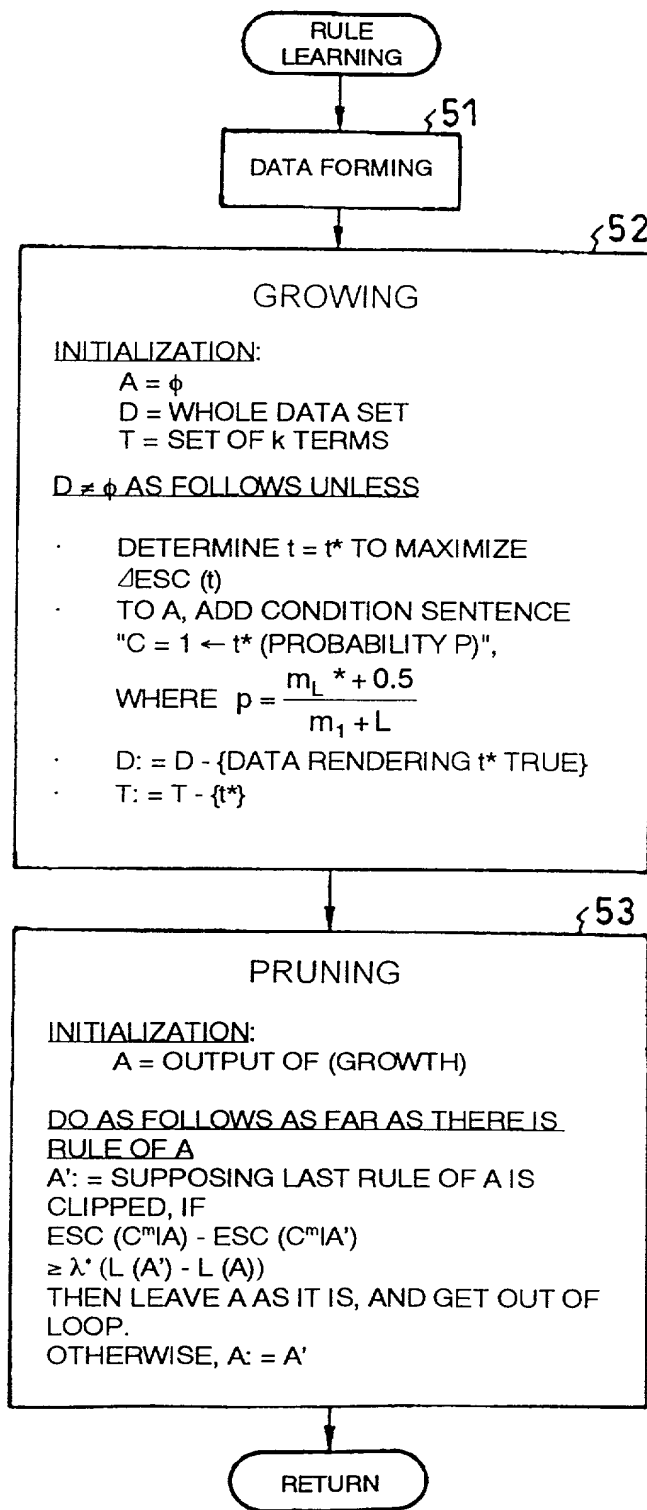 RULE
LEARNING
51
DATA FORMING
52
GROWING
INITIALIZATION:
A = ϕ
D = WHOLE DATA SET
T = SET OF k TERMS
D ≠ ϕ AS FOLLOWS UNLESS
· DETERMINE t = t* TO MAXIMIZE
ΔESC (t)
· TO A, ADD CONDITION SENTENCE
"C = 1 ← t* (PROBABILITY P)",
WHERE p = (m_L * + 0.5) / (m_1 + L)
· D: = D - {DATA RENDERING t* TRUE}
· T: = T - {t*}
53
PRUNING
INITIALIZATION:
A = OUTPUT OF (GROWTH)
DO AS FOLLOWS AS FAR AS THERE IS
RULE OF A
A': = SUPPOSING LAST RULE OF A IS
CLIPPED, IF
ESC (Cᵐ|A) - ESC (Cᵐ|A')
≥ λ' (L (A') - L (A))
THEN LEAVE A AS IT IS, AND GET OUT OF
LOOP.
OTHERWISE, A: = A'
RETURN